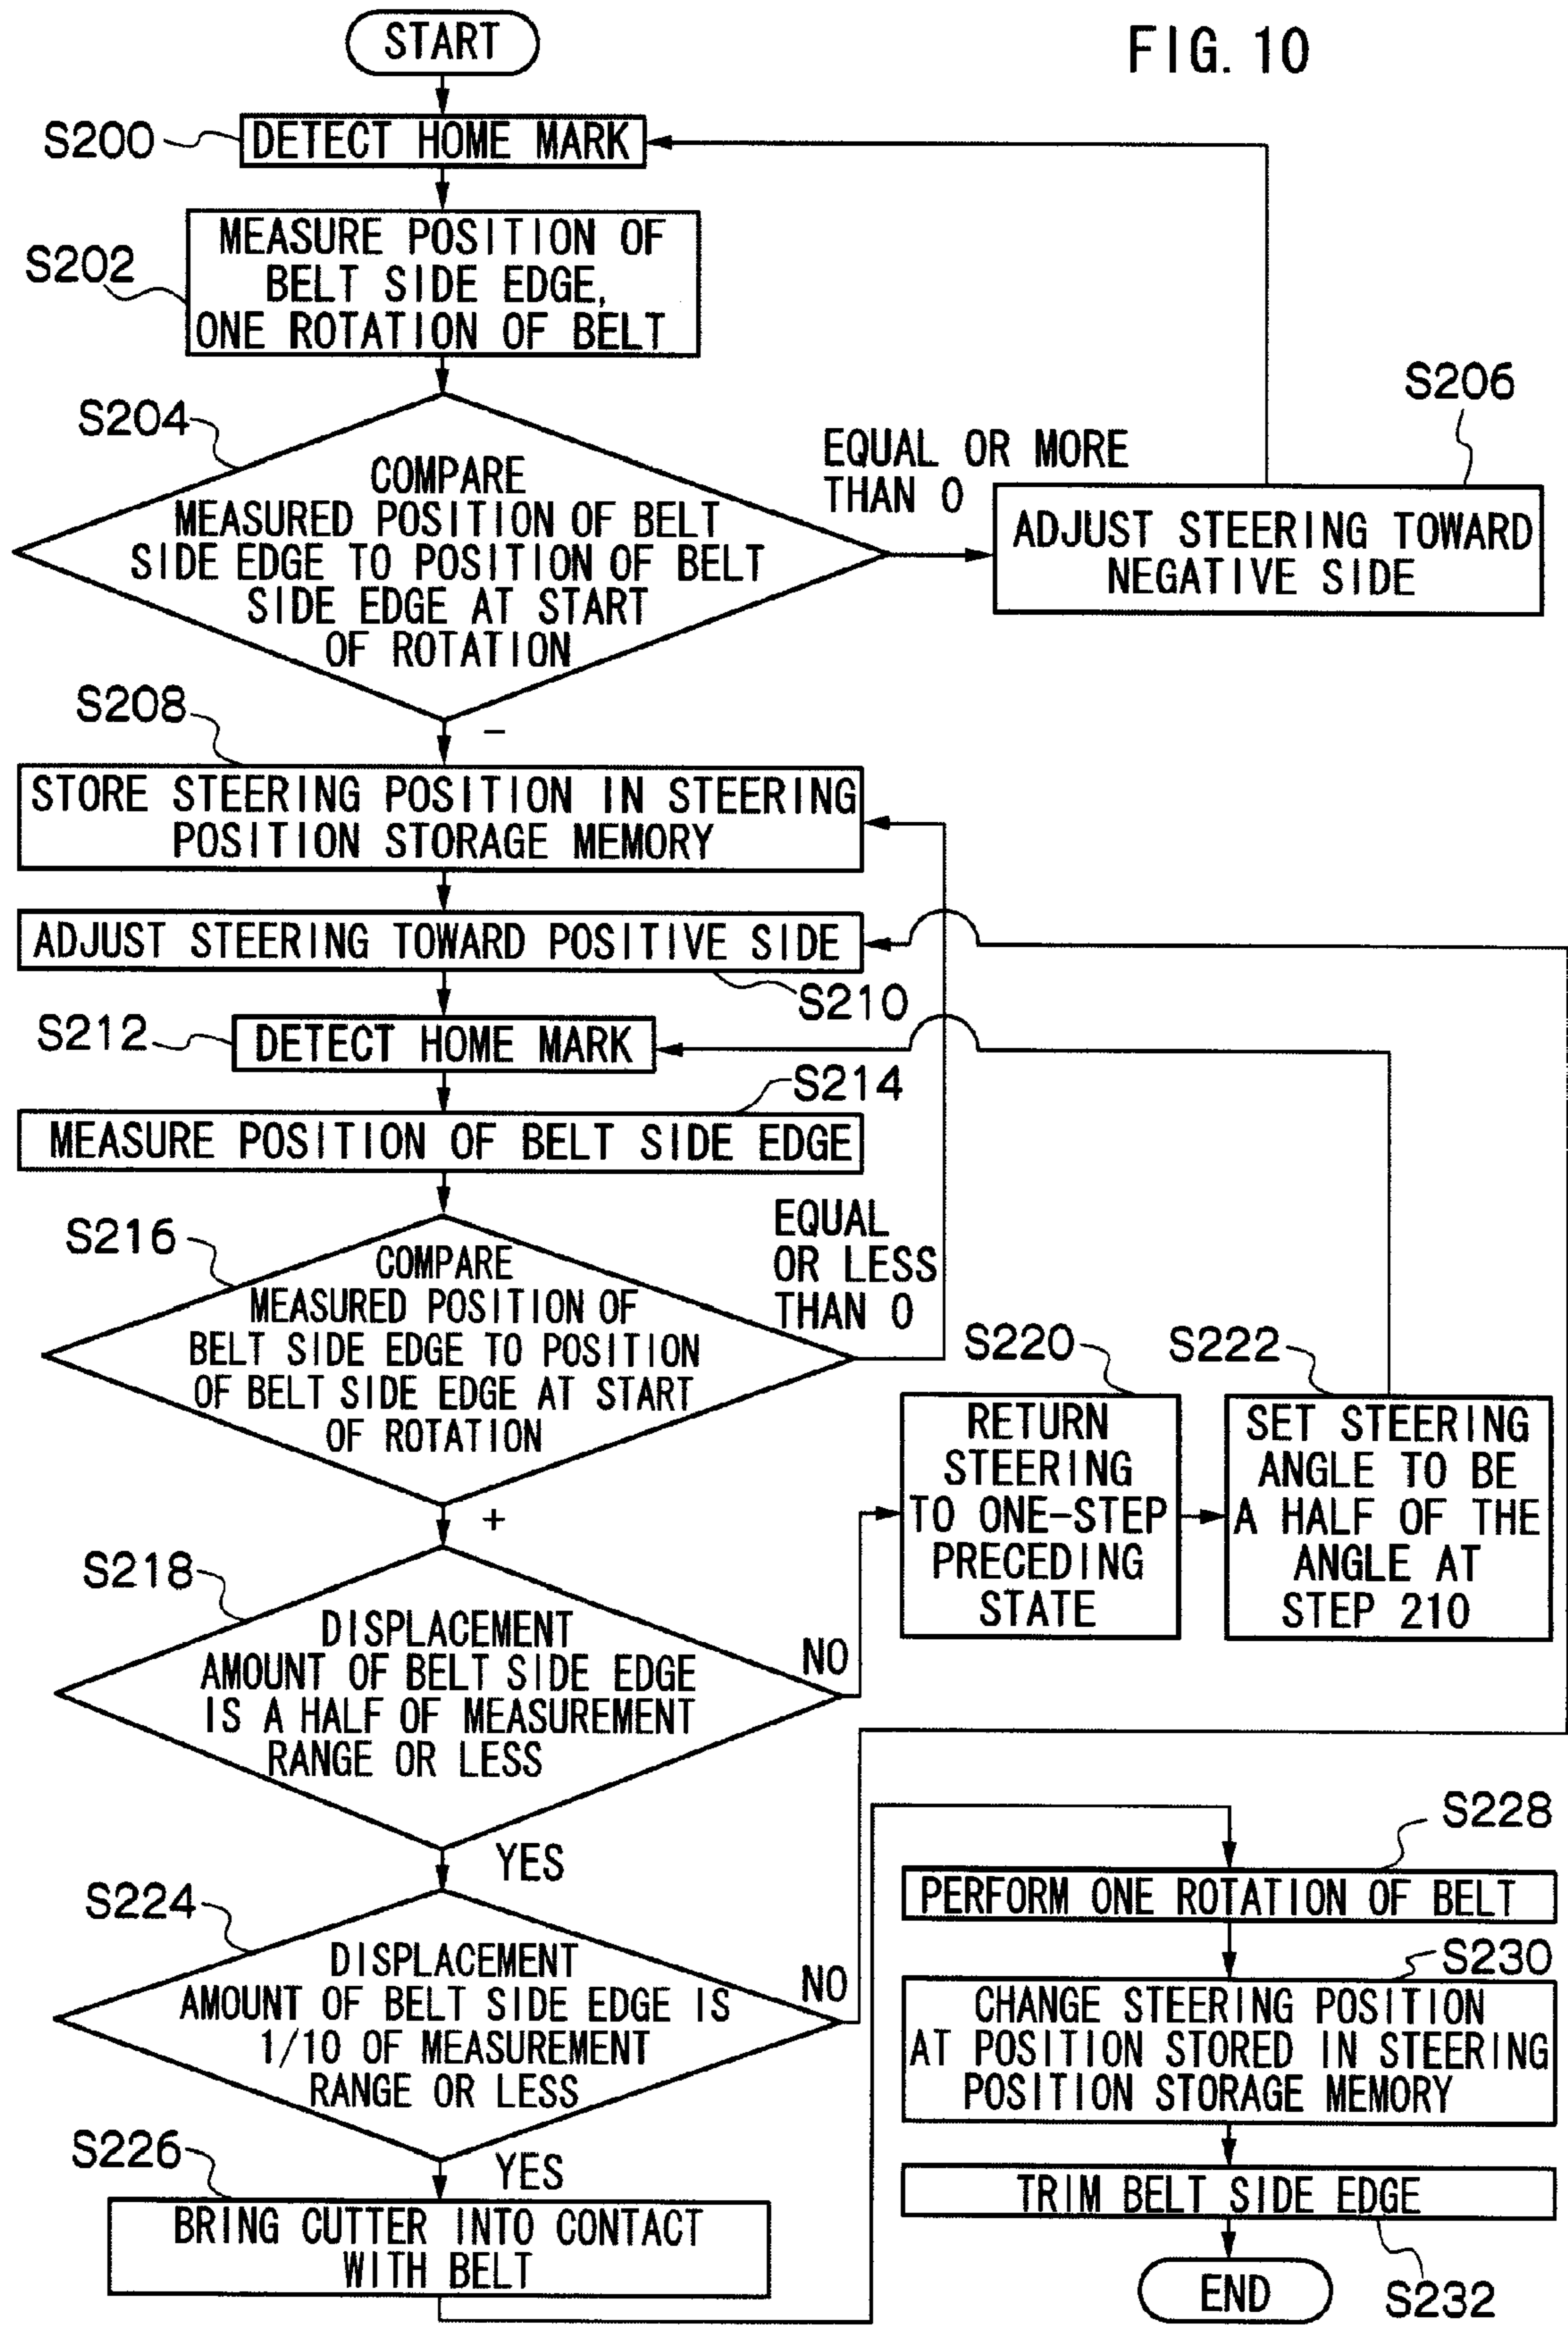 FIG. 10
START
S200
DETECT HOME MARK
S202
MEASURE POSITION OF
BELT SIDE EDGE,
ONE ROTATION OF BELT
S204
COMPARE
MEASURED POSITION OF BELT
SIDE EDGE TO POSITION OF BELT
SIDE EDGE AT START
OF ROTATION
EQUAL OR MORE
THAN 0
S206
ADJUST STEERING TOWARD
NEGATIVE SIDE
S208
−
STORE STEERING POSITION IN STEERING
POSITION STORAGE MEMORY
ADJUST STEERING TOWARD POSITIVE SIDE
S210
S212
DETECT HOME MARK
S214
MEASURE POSITION OF BELT SIDE EDGE
S216
COMPARE
MEASURED POSITION OF
BELT SIDE EDGE TO POSITION
OF BELT SIDE EDGE AT START
OF ROTATION
EQUAL
OR LESS
THAN 0
+
S218
DISPLACEMENT
AMOUNT OF BELT SIDE EDGE
IS A HALF OF MEASUREMENT
RANGE OR LESS
NO
S220
RETURN
STEERING
TO ONE-STEP
PRECEDING
STATE
S222
SET STEERING
ANGLE TO BE
A HALF OF THE
ANGLE AT
STEP 210
YES
S224
DISPLACEMENT
AMOUNT OF BELT SIDE EDGE IS
1/10 OF MEASUREMENT
RANGE OR LESS
NO
YES
S226
BRING CUTTER INTO CONTACT
WITH BELT
S228
PERFORM ONE ROTATION OF BELT
S230
CHANGE STEERING POSITION
AT POSITION STORED IN STEERING
POSITION STORAGE MEMORY
TRIM BELT SIDE EDGE
S232
END